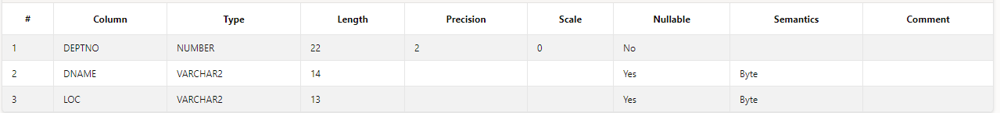 # Column Type Length Precision Scale Nullable Semantics Comment
1 DEPTNO NUMBER 22 2 0 No
2 DNAME VARCHAR2 14 Yes Byte
3 LOC VARCHAR2 13 Yes Byte